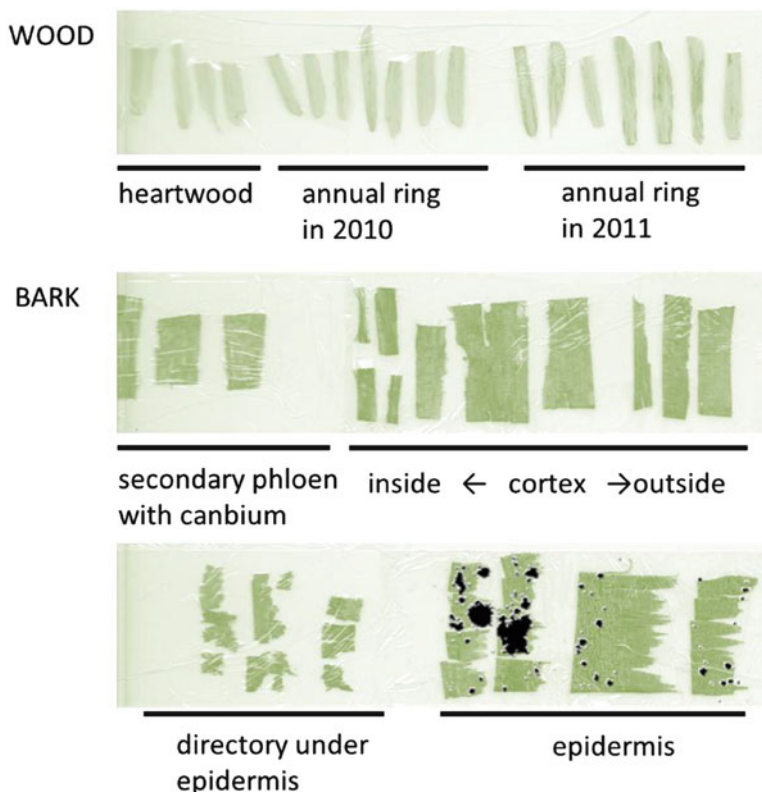 WOOD
heartwood
annual ring
in 2010
annual ring
in 2011
BARK
secondary phloen
with canbium
inside ← cortex →outside
directory under
epidermis
epidermis